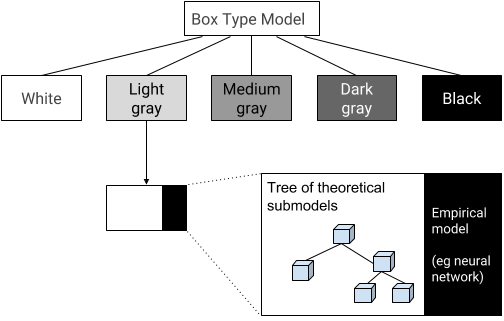 Box Type Model
White
Light
gray
Medium
gray
Dark
gray
Black
Tree of theoretical
submodels
Empirical
model
(eg neural
network)